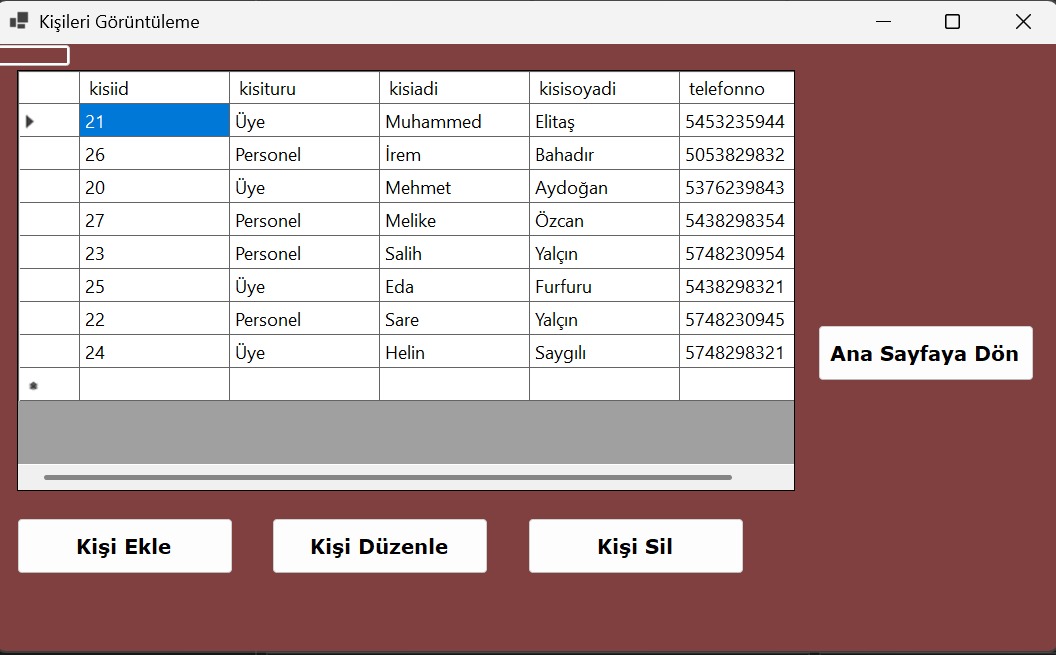 Kişileri Görüntüleme
kisiid kisituru kisiadi kisisoyadi telefonno
21 Üye Muhammed Elitaş 5453235944
26 Personel İrem Bahadır 5053829832
20 Üye Mehmet Aydoğan 5376239843
27 Personel Melike Özcan 5438298354
23 Personel Salih Yalçın 5748230954
25 Üye Eda Furfuru 5438298321
22 Personel Sare Yalçın 5748230945
24 Üye Helin Saygılı 5748298321
Ana Sayfaya Dön
Kişi Ekle Kişi Düzenle Kişi Sil